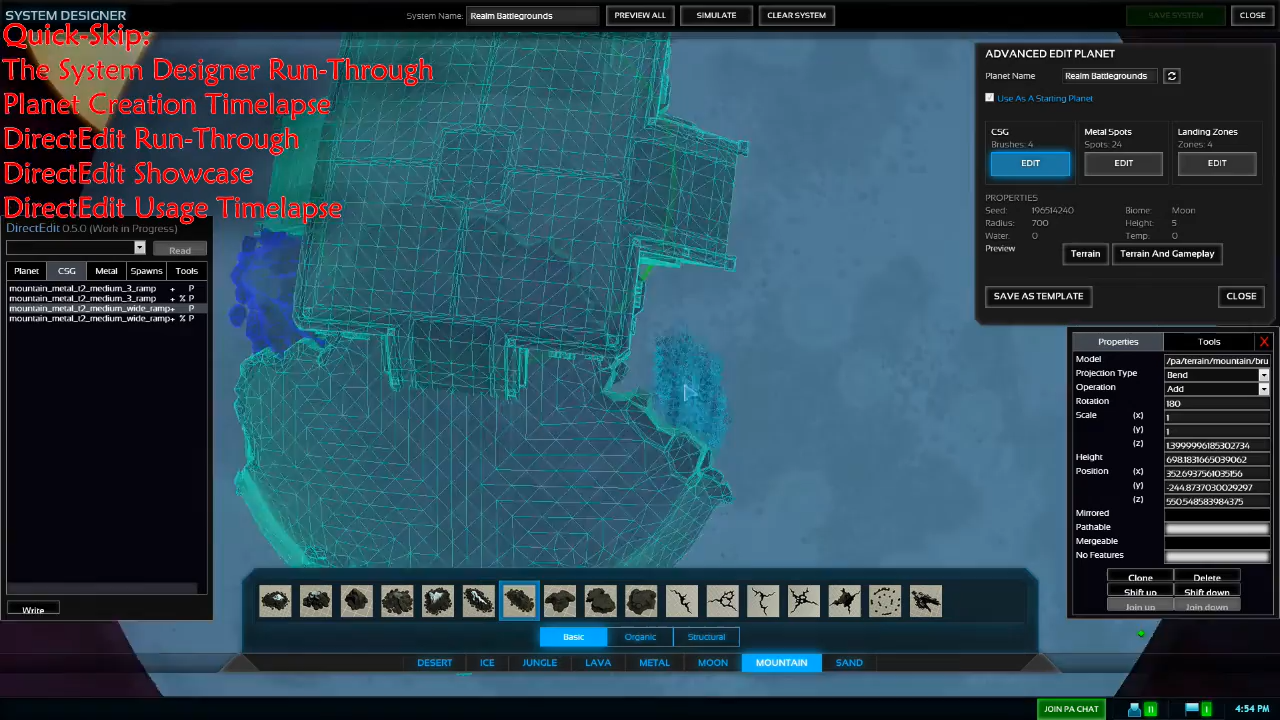 SYSTEM DESIGNER
System Name:
Realm Battlegrounds
PREVIEW ALL
SIMULATE
CLEAR SYSTEM
SAVE SYSTEM
CLOSE
Quick-Skip:
The System Designer Run-Through
Planet Creation Timelapse
DirectEdit Run-Through
DirectEdit Showcase
DirectEdit Usage Timelapse
DirectEdit 0.5.0 (Work in Progress)
Read
Planet CSG Metal Spawns Tools
mountain_metal_t2_medium_3_ramp + P
mountain_metal_t2_medium_3_ramp + % P
mountain_metal_t2_medium_wide_ramp+ P
mountain_metal_t2_medium_wide_ramp+ % P
Write
ADVANCED EDIT PLANET
Planet Name Realm Battlegrounds
Use As A Starting Planet
CSG Metal Spots Landing Zones
Brushes: 4 Spots: 24 Zones: 4
EDIT EDIT EDIT
PROPERTIES
Seed: 196514240 Biome: Moon
Radius: 700 Height: 5
Water: 0 Temp: 0
Preview
Terrain
Terrain And Gameplay
SAVE AS TEMPLATE
CLOSE
Properties Tools X
Model /pa/terrain/mountain/bru
Projection Type Bend
Operation Add
Rotation 180
Scale (x) 1
(y) 1
(z) 1.3999996185302734
Height 698.1831665039062
Position (x) 352.6937561035156
(y) -244.8737030029297
(z) 550.548583984375
Mirrored
Pathable
Mergeable
No Features
Clone Delete
Shift up Shift down
Join up Join down
Basic Organic Structural
DESERT ICE JUNGLE LAVA METAL MOON MOUNTAIN SAND
JOIN PA CHAT
4:54 PM